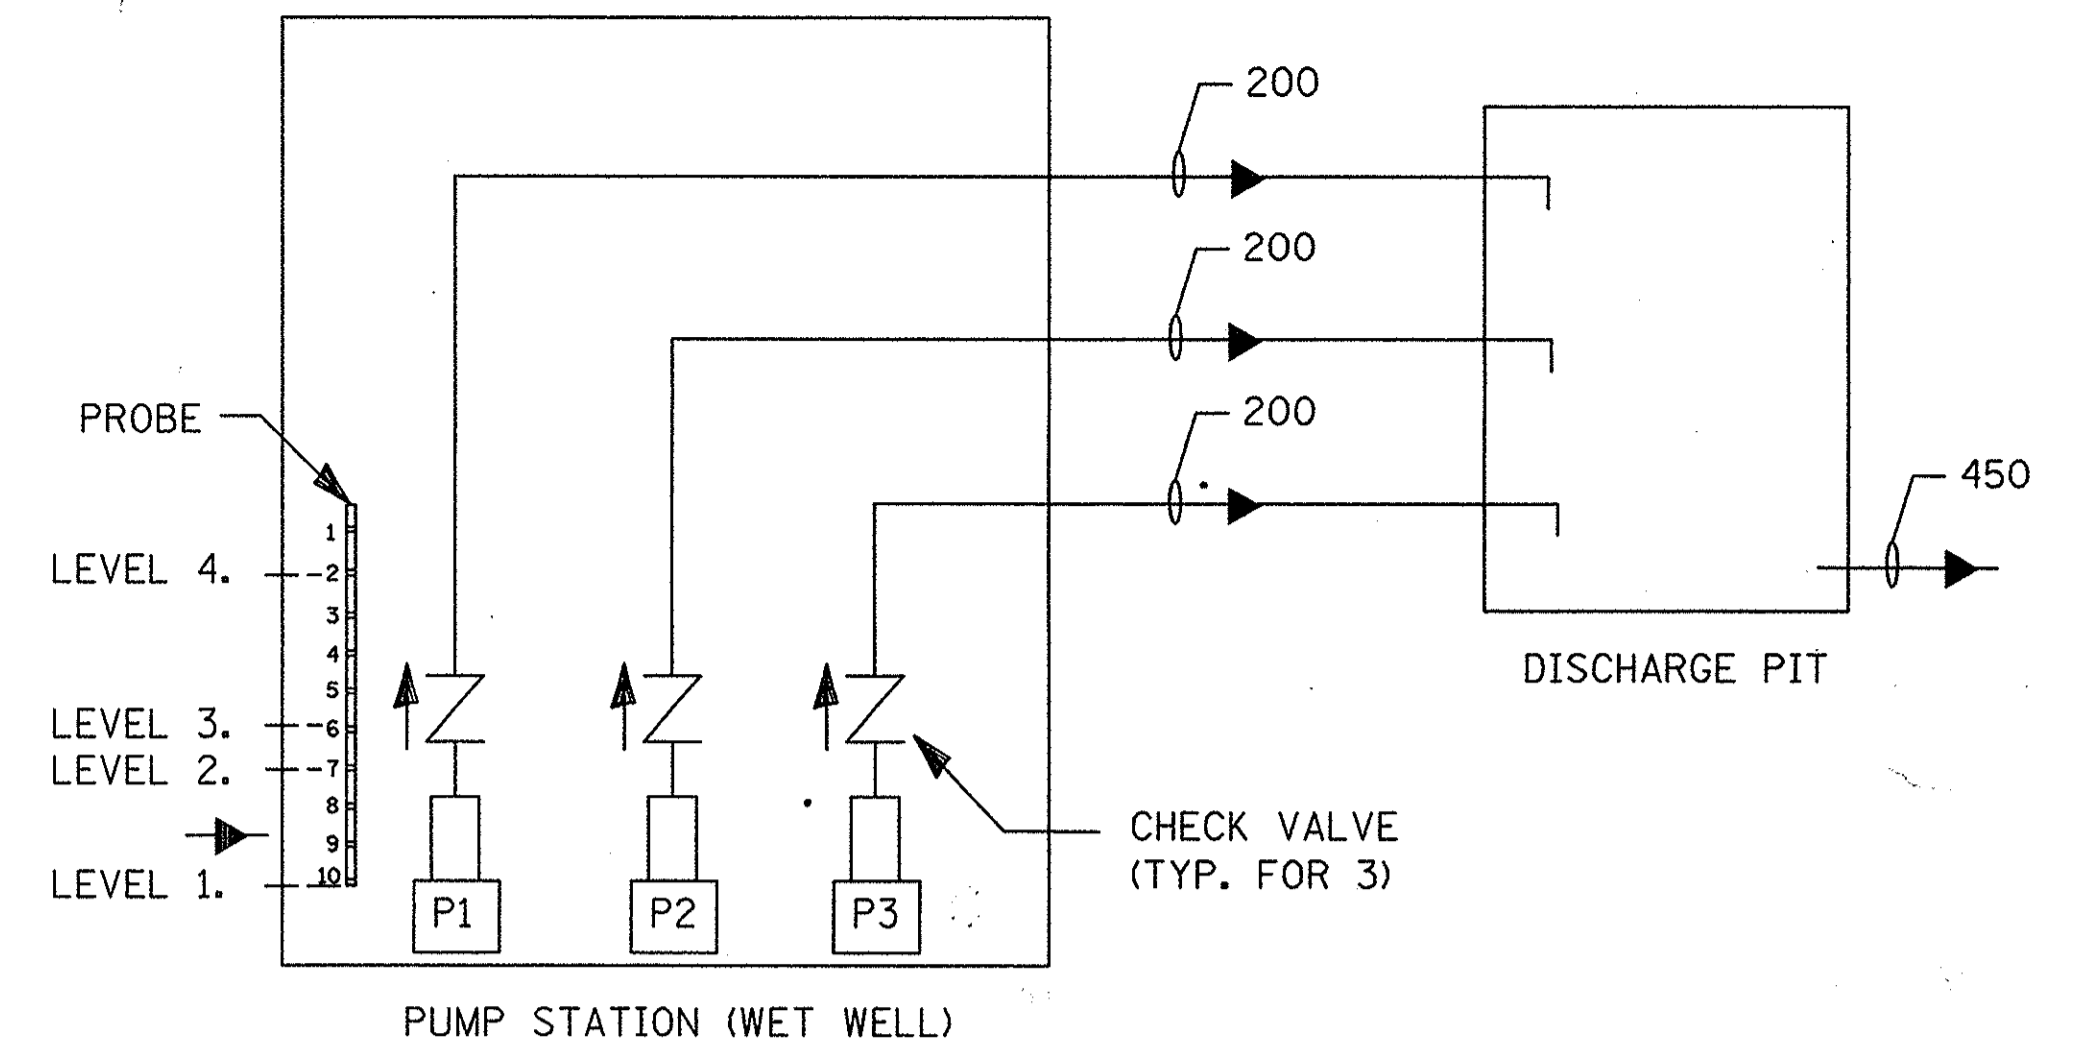 200
200
PROBE
200
450
1
LEVEL 4. -2
3
4
DISCHARGE PIT
5
LEVEL 3. -6
LEVEL 2. -7
8
CHECK VALVE
(TYP. FOR 3)
9
LEVEL 1. 10
P1 P2 P3
PUMP STATION (WET WELL)